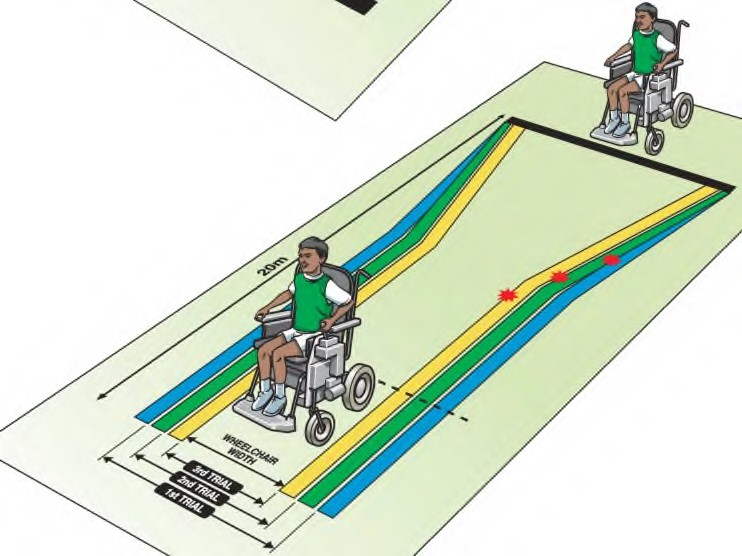 20m
WHEELCHAIR
WIDTH
3rd TRIAL
2nd TRIAL
1st TRIAL